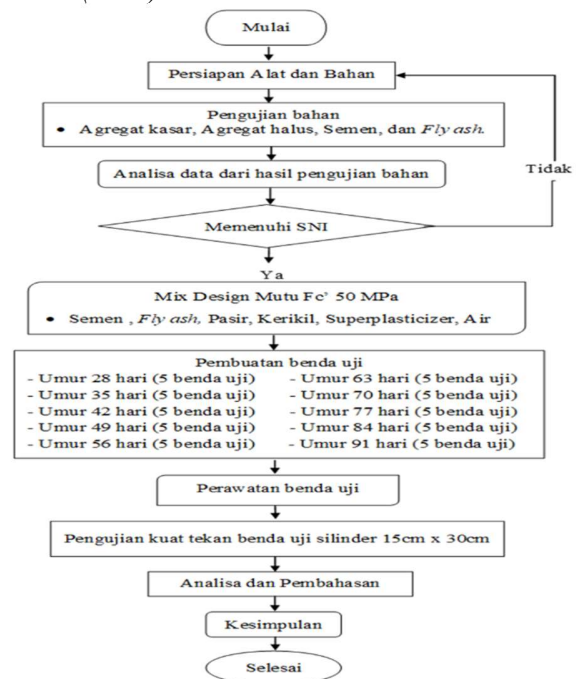 Mulai
Persiapan Alat dan Bahan
Pengujian bahan
• Agregat kasar, Agregat halus, Semen, dan Fly ash.
Analisa data dari hasil pengujian bahan
Tidak
Memenuhi SNI
Ya
Mix Design Mutu Fc' 50 MPa
• Semen , Fly ash, Pasir, Kerikil, Superplasticizer, Air
Pembuatan benda uji
- Umur 28 hari (5 benda uji) - Umur 63 hari (5 benda uji)
- Umur 35 hari (5 benda uji) - Umur 70 hari (5 benda uji)
- Umur 42 hari (5 benda uji) - Umur 77 hari (5 benda uji)
- Umur 49 hari (5 benda uji) - Umur 84 hari (5 benda uji)
- Umur 56 hari (5 benda uji) - Umur 91 hari (5 benda uji)
Perawatan benda uji
Pengujian kuat tekan benda uji silinder 15cm x 30cm
Analisa dan Pembahasan
Kesimpulan
Selesai